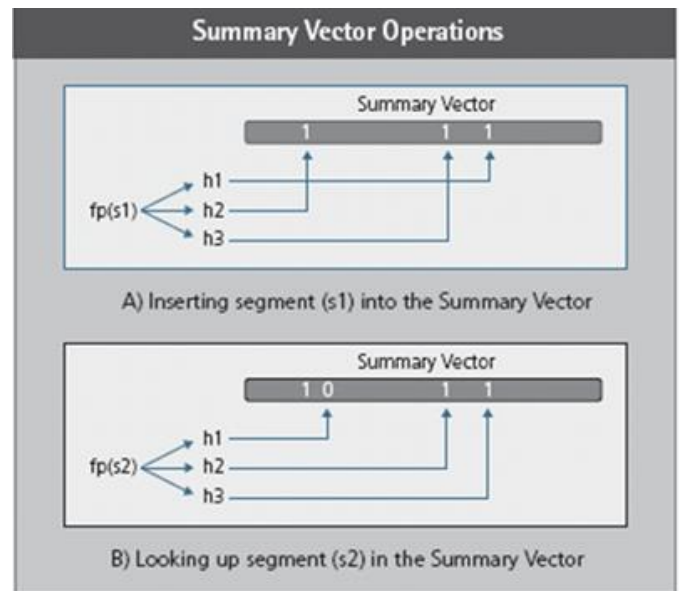 Summary Vector Operations
Summary Vector
1 1 1
h1
fp(s1) h2
h3
A) Inserting segment (s1) into the Summary Vector
Summary Vector
1 0 1 1
h1
fp(s2) h2
h3
B) Looking up segment (s2) in the Summary Vector